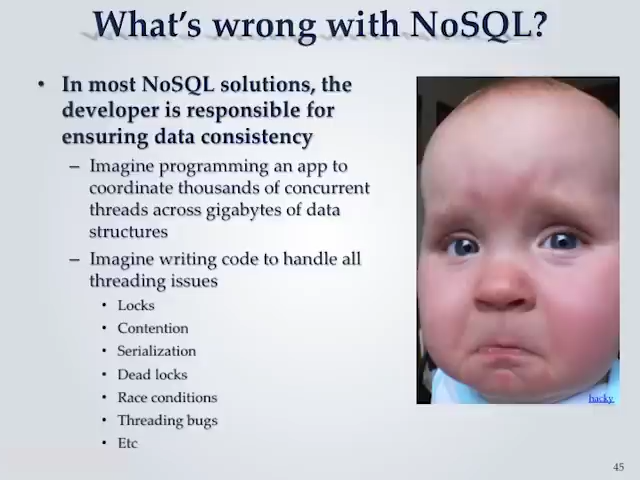 What's wrong with NoSQL?
• In most NoSQL solutions, the
developer is responsible for
ensuring data consistency
– Imagine programming an app to
coordinate thousands of concurrent
threads across gigabytes of data
structures
– Imagine writing code to handle all
threading issues
• Locks
• Contention
• Serialization
• Dead locks
• Race conditions
• Threading bugs
• Etc
hacky
45